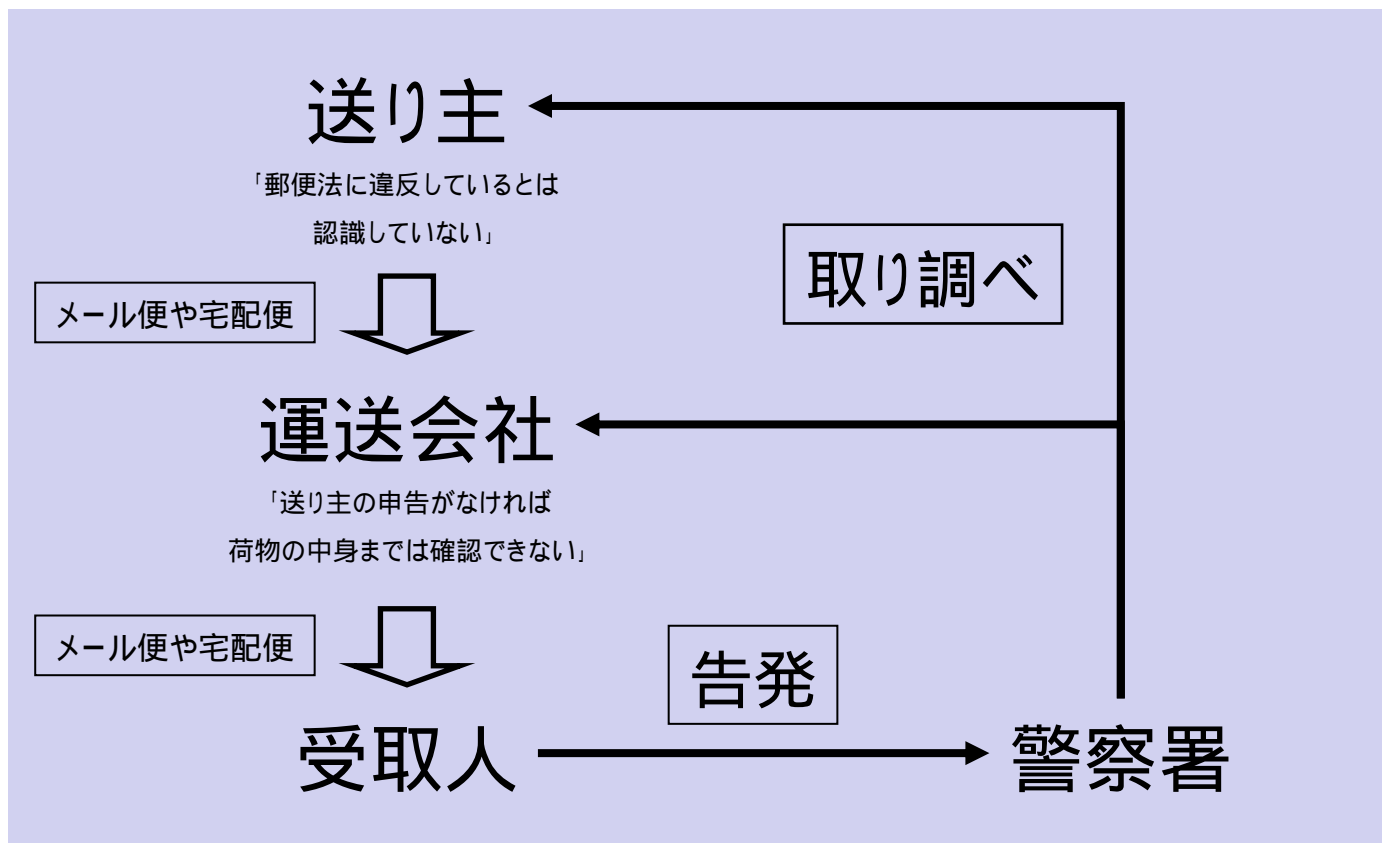 送り主
「郵便法に違反しているとは
認識していない」
取り調べ
メール便や宅配便
運送会社
「送り主の申告がなければ
荷物の中身までは確認できない」
メール便や宅配便
告発
受取人
警察署